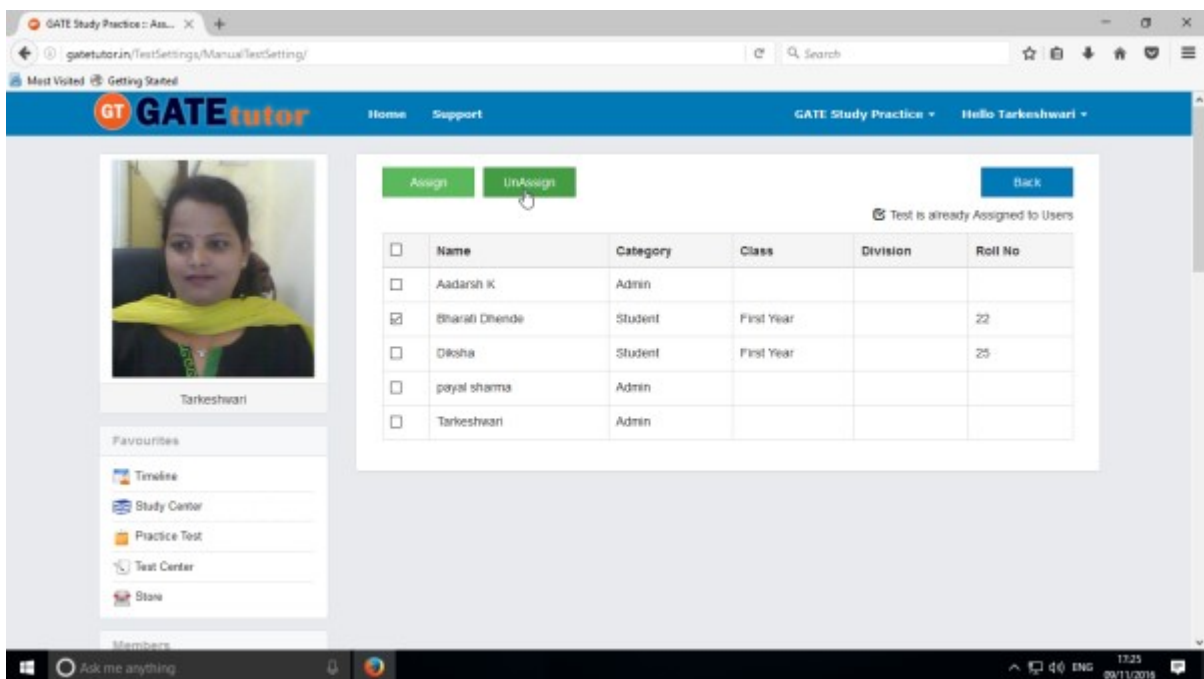 GATE Study Practice :: Ass...
gatetutor.in/TestSettings/ManualTestSetting/
Search
Most Visited Getting Started
GT GATEtutor Home Support GATE Study Practice Hello Tarkeshwari
Assign UnAssign Back
Test is already Assigned to Users
Name Category Class Division Roll No
Aadarsh K Admin
Bharati Dhende Student First Year 22
Diksha Student First Year 25
payal sharma Admin
Tarkeshwari Admin
Tarkeshwari
Favourites
Timeline
Study Center
Practice Test
Test Center
Store
Members
Ask me anything ENG 17:25
09/11/2016